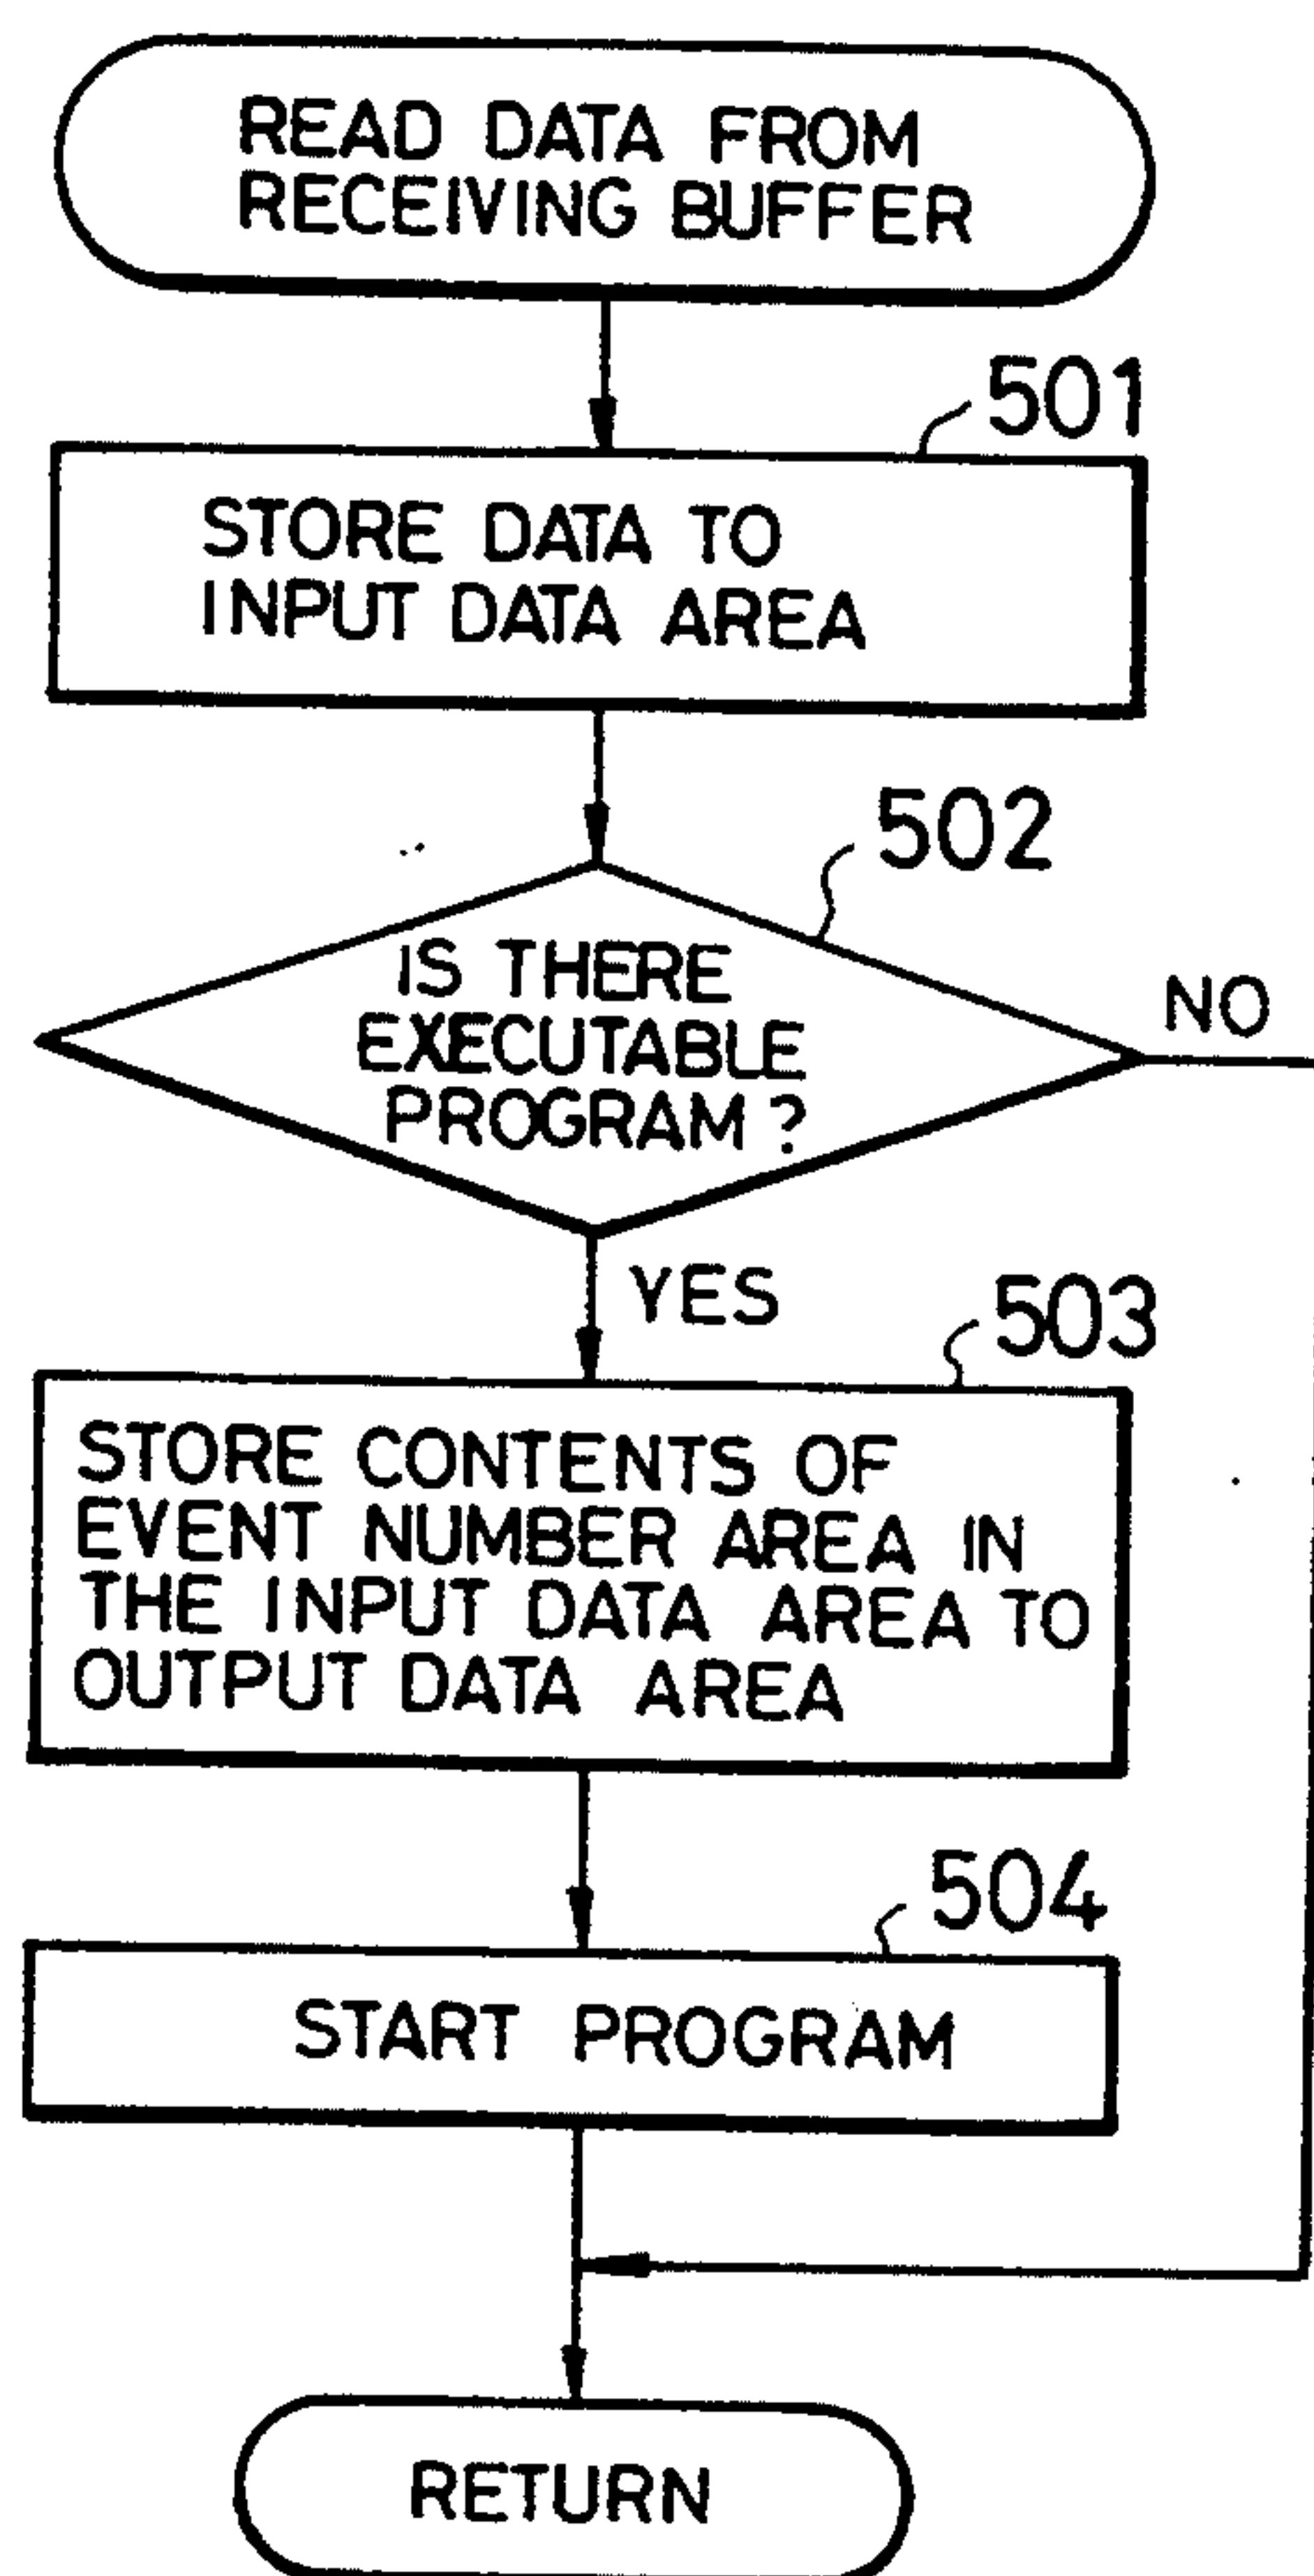 READ DATA FROM
RECEIVING BUFFER
501
STORE DATA TO
INPUT DATA AREA
502
IS THERE
EXECUTABLE
PROGRAM?
NO
YES
503
STORE CONTENTS OF
EVENT NUMBER AREA IN
THE INPUT DATA AREA TO
OUTPUT DATA AREA
504
START PROGRAM
RETURN